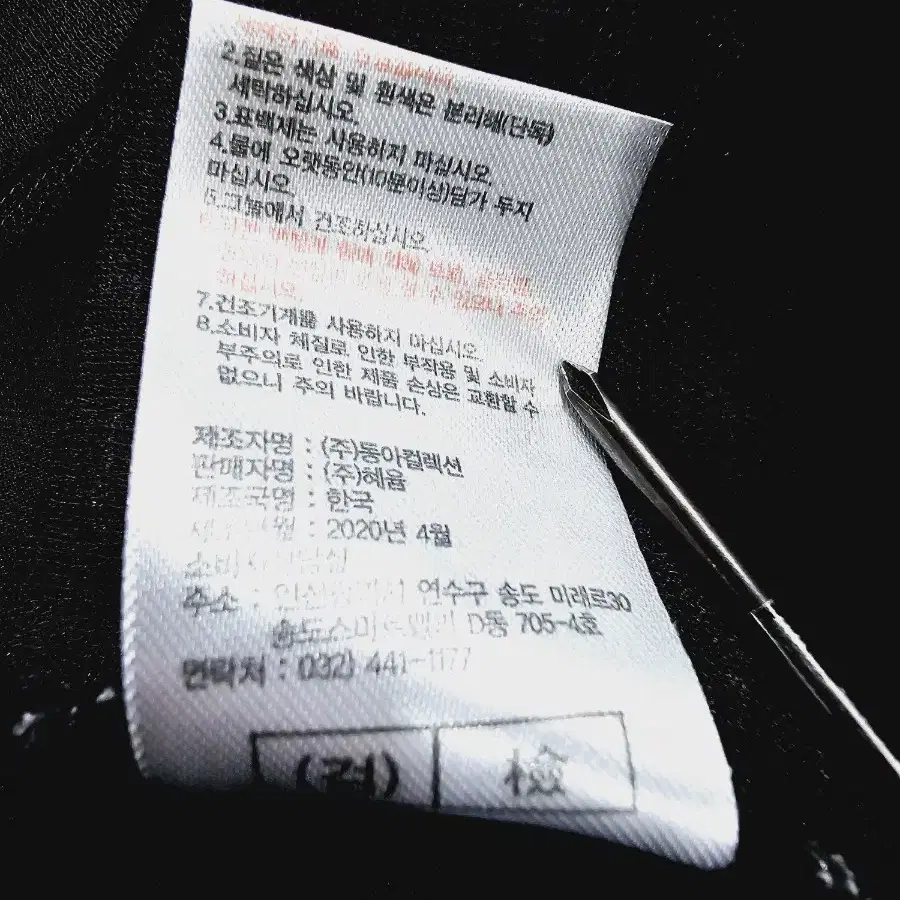 2.짙은 색상 및 흰색은 분리해(단독)
세탁하십시오.
3.표백제는 사용하지 마십시오.
4.물에 오랫동안(10분이상)담가 두지
마십시오.
5.그늘에서 건조하십시오.
7.건조기계를 사용하지 마십시오.
8.소비자 체질로 인한 부작용 및 소비자
부주의로 인한 제품 손상은 교환할 수
없으니 주의 바랍니다.
제조자명 : (주)동아컬렉션
판매자명 : (주)혜윰
제조국명 : 한국
2020년 4월
주소 : 연수구 송도 미래로30
D동 705-4호
연락처 : 032) 441-1177
檢